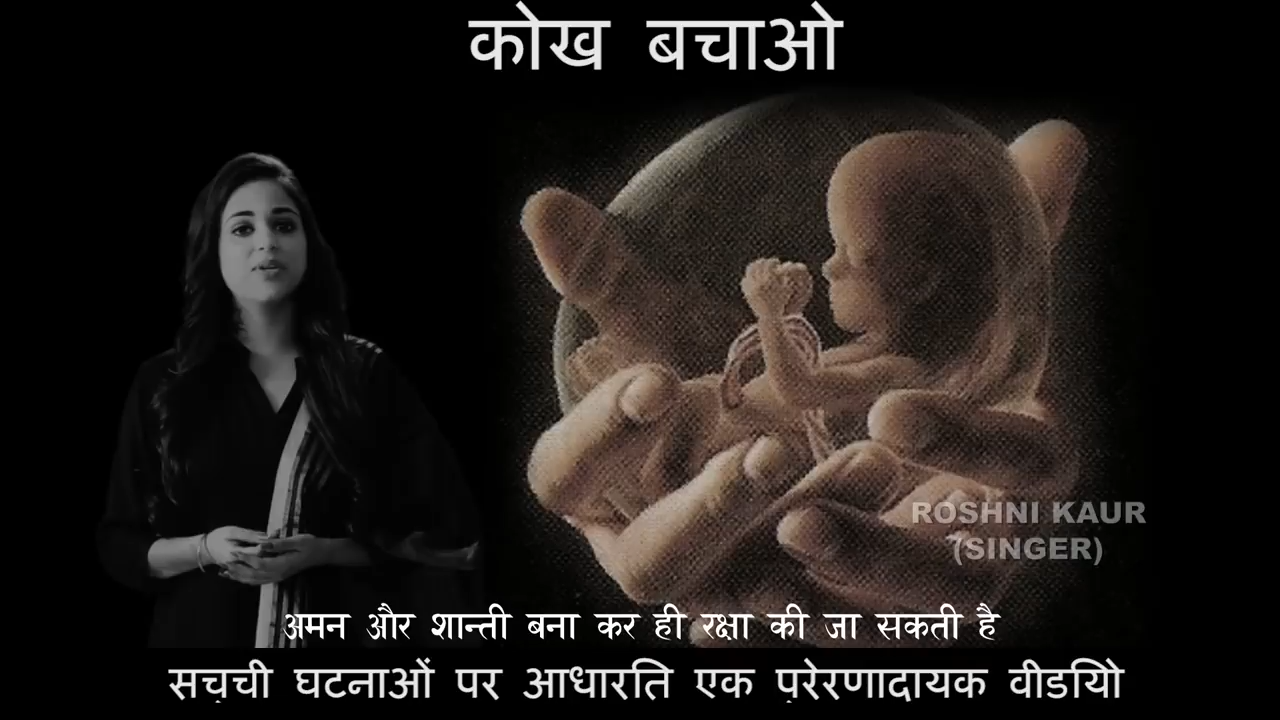 कोख बचाओ
ROSHNI KAUR
(SINGER)
अमन और शान्ती बना कर ही रक्षा की जा सकती है
सच्ची घटनाओं पर आधारति एक प्रेरणादायक वीडयिो